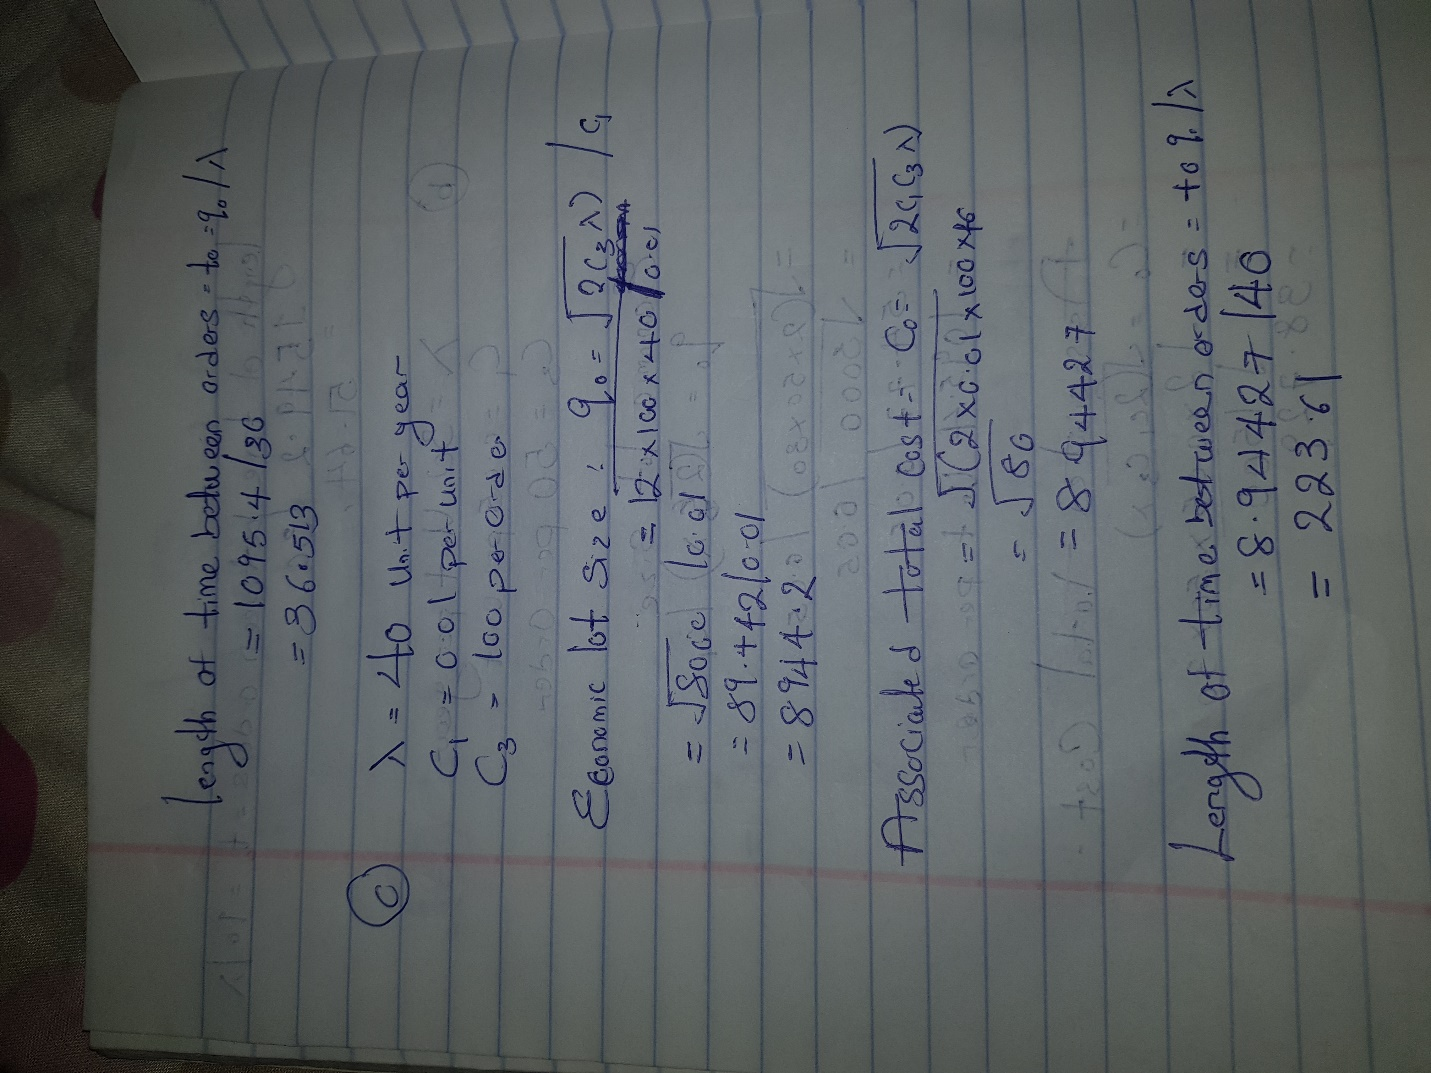 length of time between orders = to = q₀/λ
= 1095.4/30
= 36.513
(c) λ = 40 unit per year
C₁ = 0.01 per unit
C₃ = 100 per order
Economic lot size : q₀ = √2C₃λ) / C₁
= √2 x 100 x 40 / 0.01
= √8000 / 0.01
= 89.442/0.01
= 8944.2
Associated total cost = C₀ = √2C₁C₃λ)
= √(2 x 0.01 x 100 x 40
= √80
= 8.94427
Length of time between orders = to q₀/λ
= 8.94427/40
= 223.61